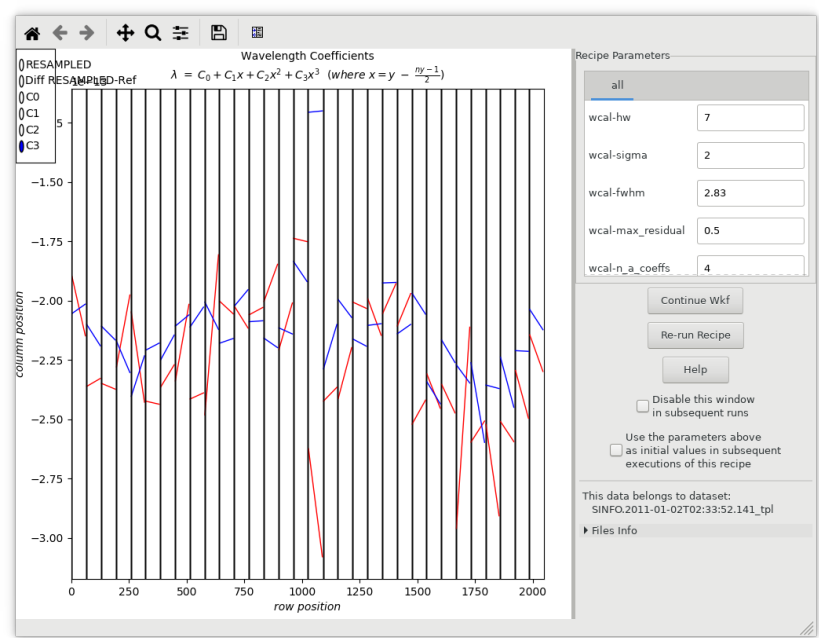 RESAMPLED
Diff RESAMPLED-Ref
C0
C1
C2
C3
Wavelength Coefficients
λ = C₀ + C₁x + C₂x² + C₃x³ (where x = y − (ny−1)/2)
5
−1.50
−1.75
−2.00
−2.25
−2.50
−2.75
−3.00
column position
0 250 500 750 1000 1250 1500 1750 2000
row position
Recipe Parameters
all
wcal-hw 7
wcal-sigma 2
wcal-fwhm 2.83
wcal-max_residual 0.5
wcal-n_a_coeffs 4
Continue Wkf
Re-run Recipe
Help
Disable this window
in subsequent runs
Use the parameters above
as initial values in subsequent
executions of this recipe
This data belongs to dataset:
SINFO.2011-01-02T02:33:52.141_tpl
Files Info